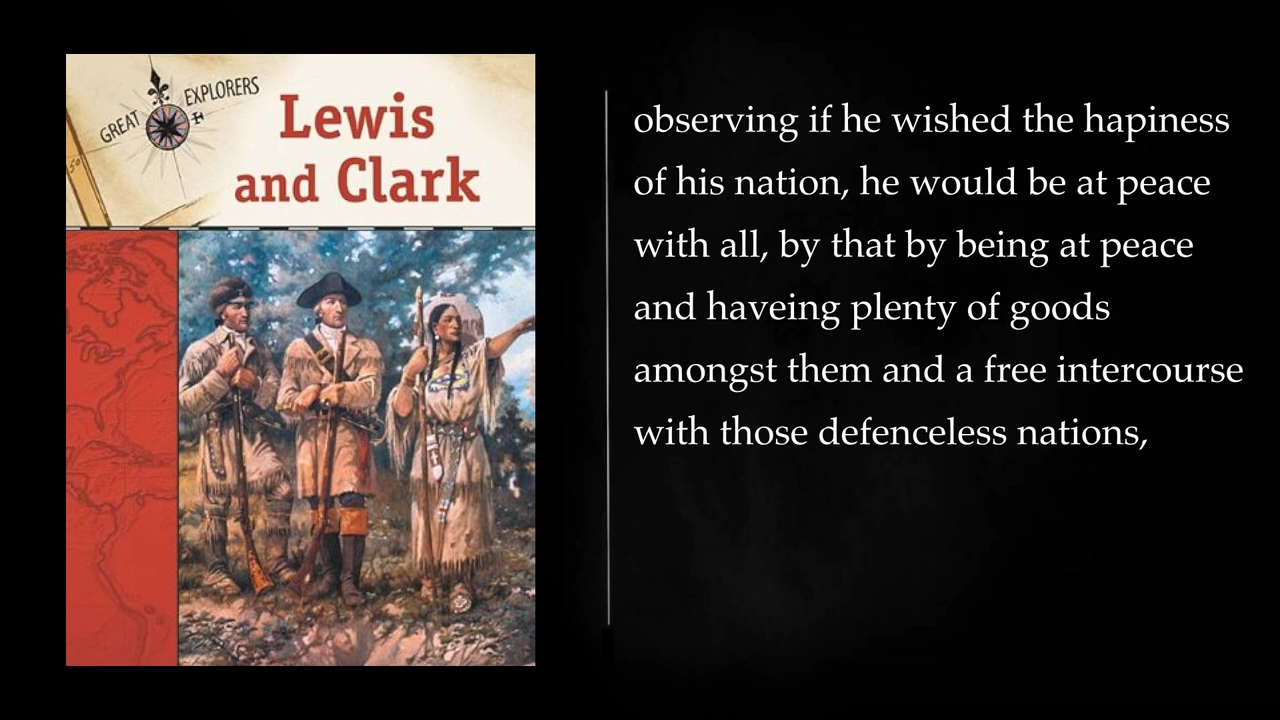 GREAT EXPLORERS
Lewis
and Clark
50
observing if he wished the hapiness
of his nation, he would be at peace
with all, by that by being at peace
and haveing plenty of goods
amongst them and a free intercourse
with those defenceless nations,